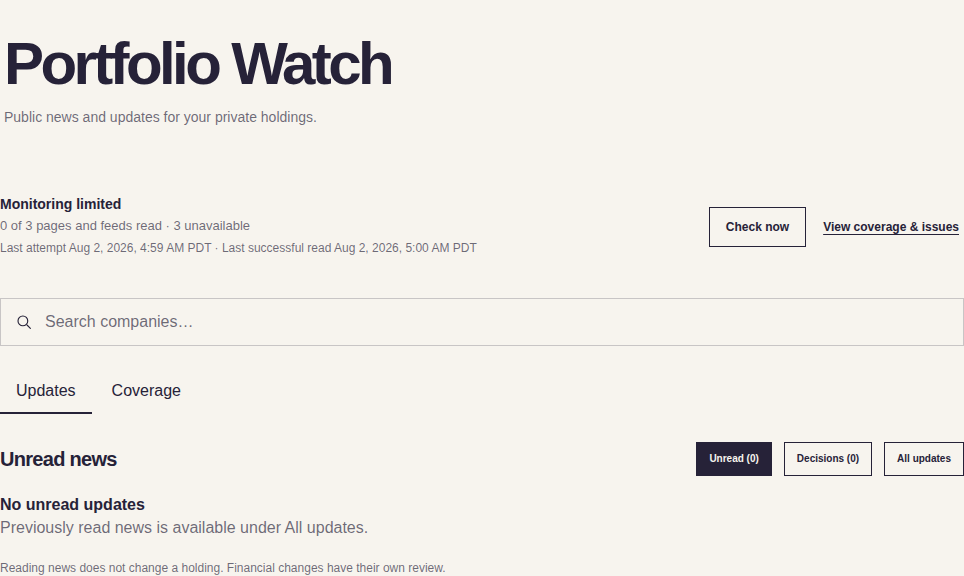 Portfolio Watch
Public news and updates for your private holdings.
Monitoring limited
0 of 3 pages and feeds read · 3 unavailable
Last attempt Aug 2, 2026, 4:59 AM PDT · Last successful read Aug 2, 2026, 5:00 AM PDT
Check now
View coverage & issues
Search companies…
Updates
Coverage
Unread news
Unread (0)
Decisions (0)
All updates
No unread updates
Previously read news is available under All updates.
Reading news does not change a holding. Financial changes have their own review.